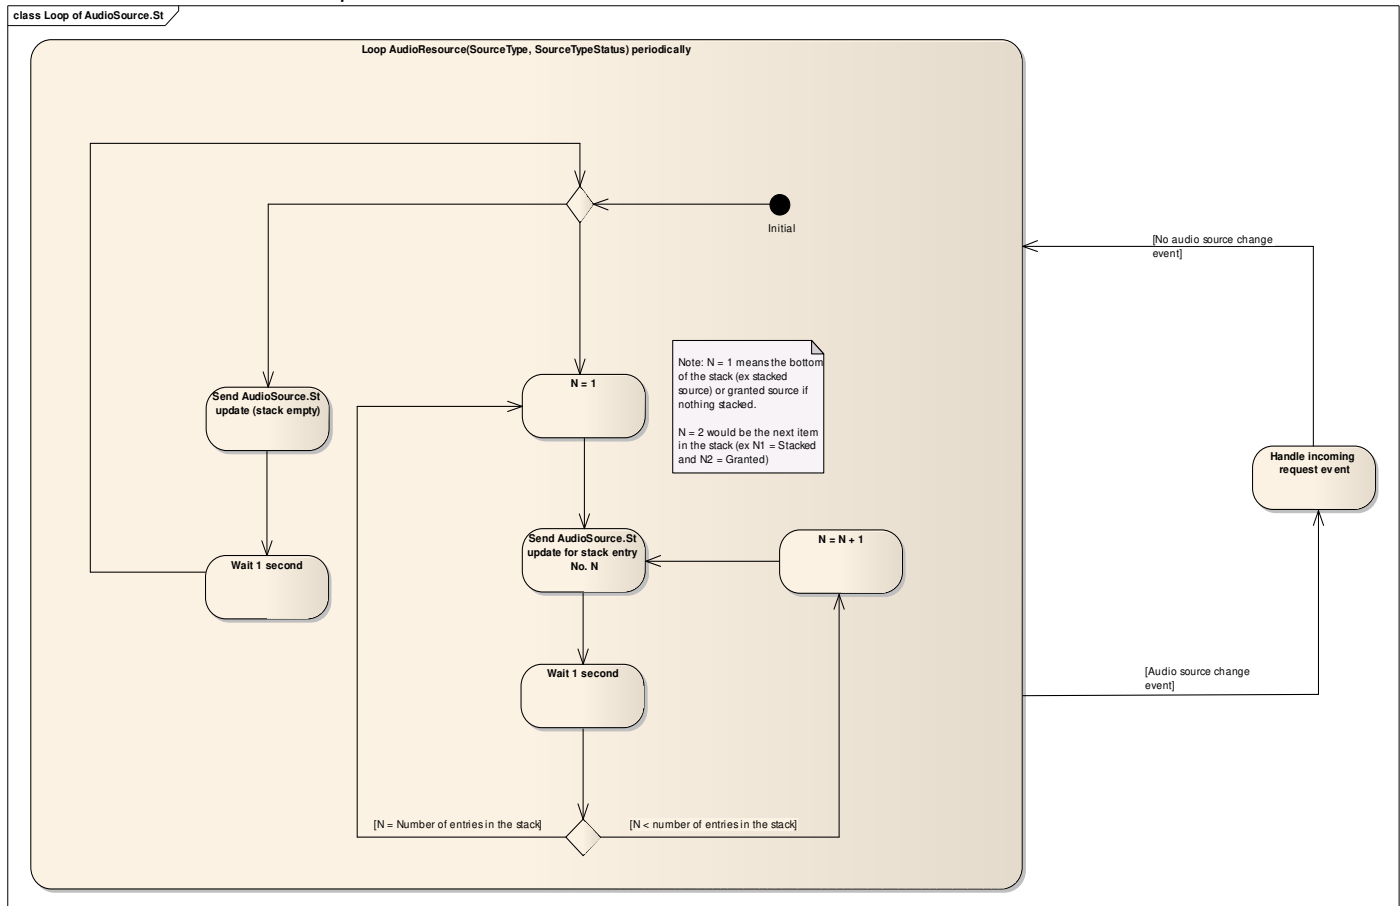 class Loop of AudioSource.St
Loop AudioResource(SourceType, SourceTypeStatus) periodically
Initial
[No audio source change
event]
Note: N = 1 means the bottom
of the stack (ex stacked
source) or granted source if
nothing stacked.
N = 2 would be the next item
in the stack (ex N1 = Stacked
and N2 = Granted)
N = 1
Send AudioSource.St
update (stack empty)
Handle incoming
request event
Send AudioSource.St
update for stack entry
No. N
N = N + 1
Wait 1 second
Wait 1 second
[Audio source change
event]
[N = Number of entries in the stack]
[N < number of entries in the stack]